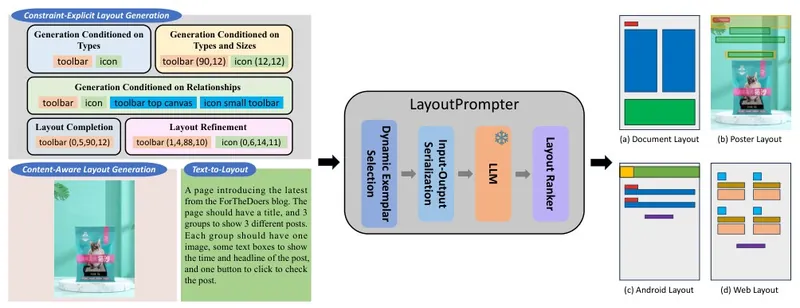 Constraint-Explicit Layout Generation
Generation Conditioned on
Types
toolbar icon
Generation Conditioned on
Types and Sizes
toolbar (90,12) icon (12,12)
Generation Conditioned on Relationships
toolbar icon toolbar top canvas icon small toolbar
Layout Completion
toolbar (0,5,90,12)
Layout Refinement
toolbar (1,4,88,10) icon (0,6,14,11)
Content-Aware Layout Generation
Text-to-Layout
A page introducing the latest
from the ForTheDoers blog. The
page should have a title, and 3
groups to show 3 different posts.
Each group should have one
image, some text boxes to show
the time and headline of the post,
and one button to click to check
the post.
LayoutPrompter
Dynamic Exemplar
Selection
Input-Output
Serialization
LLM
Layout Ranker
(a) Document Layout
(b) Poster Layout
(c) Android Layout
(d) Web Layout